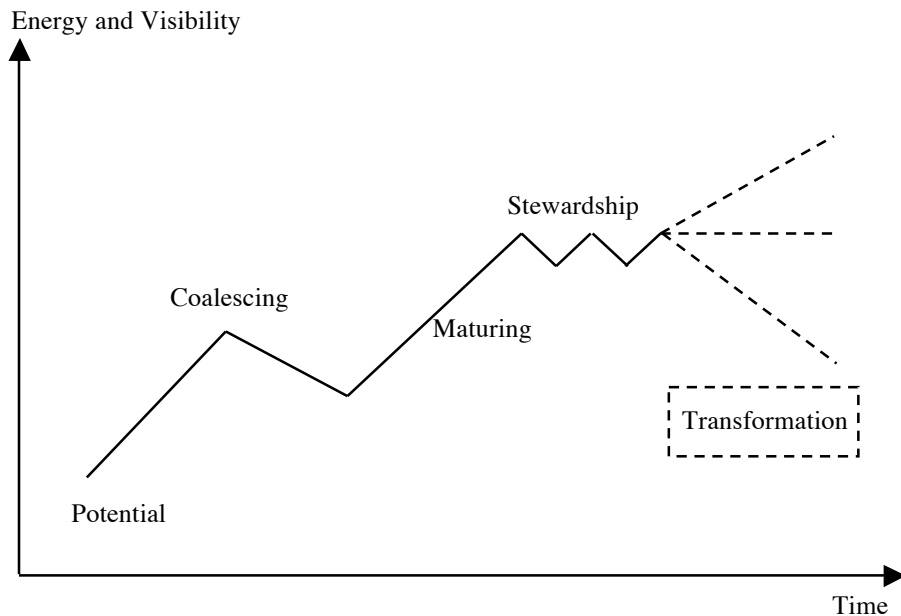 Energy and Visibility
Stewardship
Coalescing
Maturing
Transformation
Potential
Time